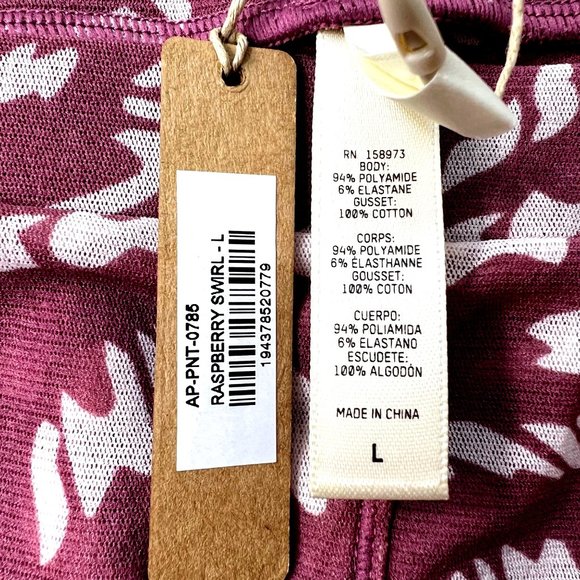 AP-PNT-0785
RASPBERRY SWIRL - L
194378520779
RN 158973
BODY:
94% POLYAMIDE
6% ELASTANE
GUSSET:
100% COTTON
CORPS:
94% POLYAMIDE
6% ÉLASTHANNE
GOUSSET:
100% COTON
CUERPO:
94% POLIAMIDA
6% ELASTANO
ESCUDETE:
100% ALGODÓN
MADE IN CHINA
L